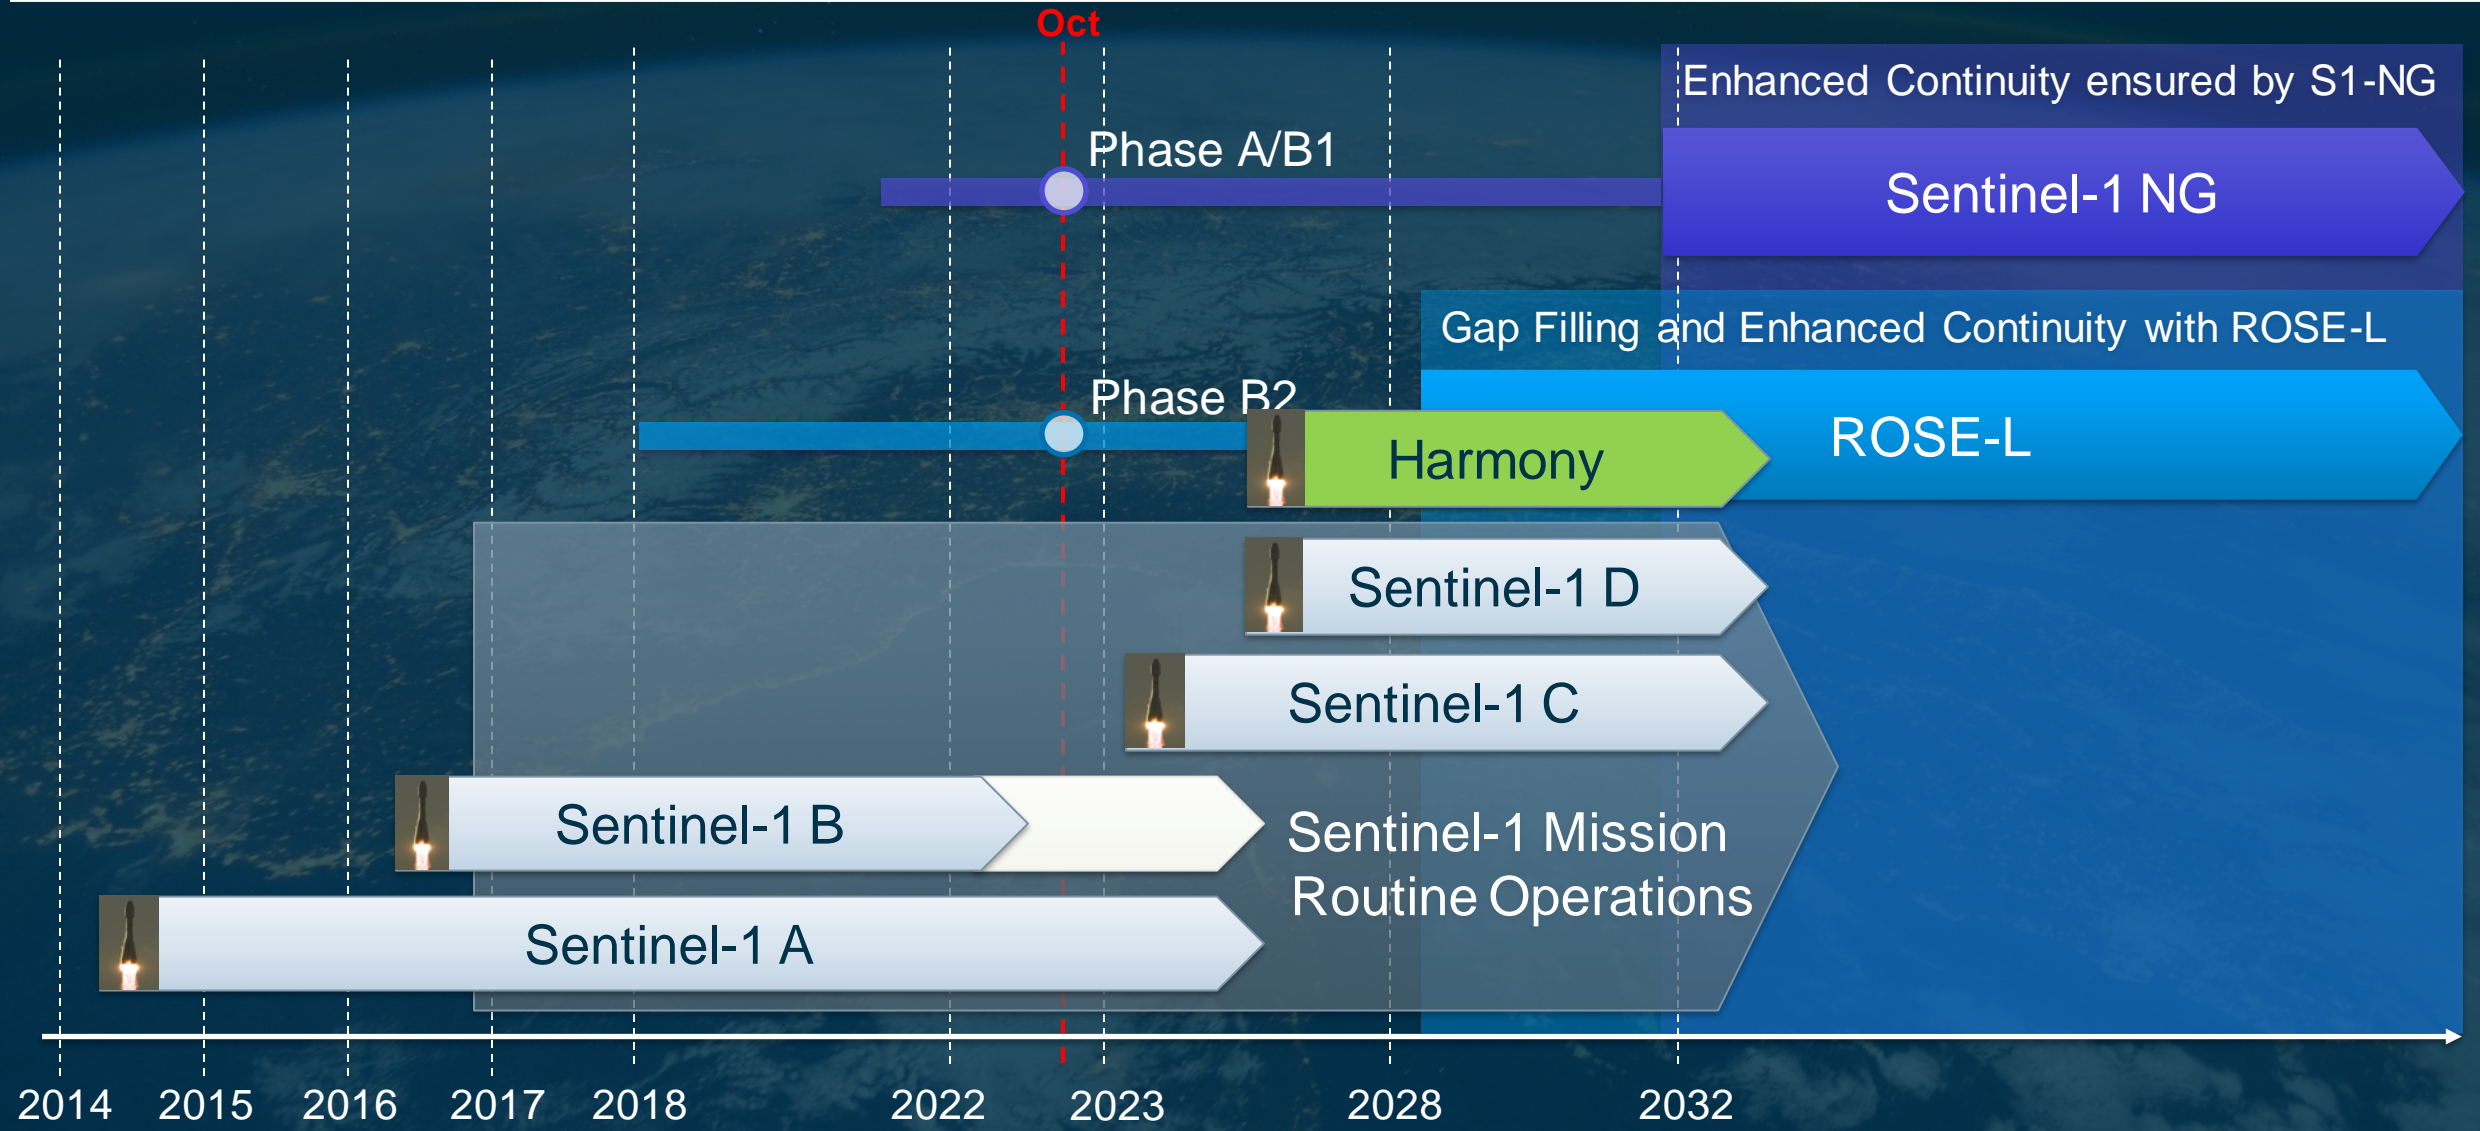 Oct
Enhanced Continuity ensured by S1-NG
Phase A/B1
Sentinel-1 NG
Gap Filling and Enhanced Continuity with ROSE-L
Phase B2
ROSE-L
Harmony
Sentinel-1 D
Sentinel-1 C
Sentinel-1 B
Sentinel-1 Mission
Routine Operations
Sentinel-1 A
2014 2015 2016 2017 2018 2022 2023 2028 2032